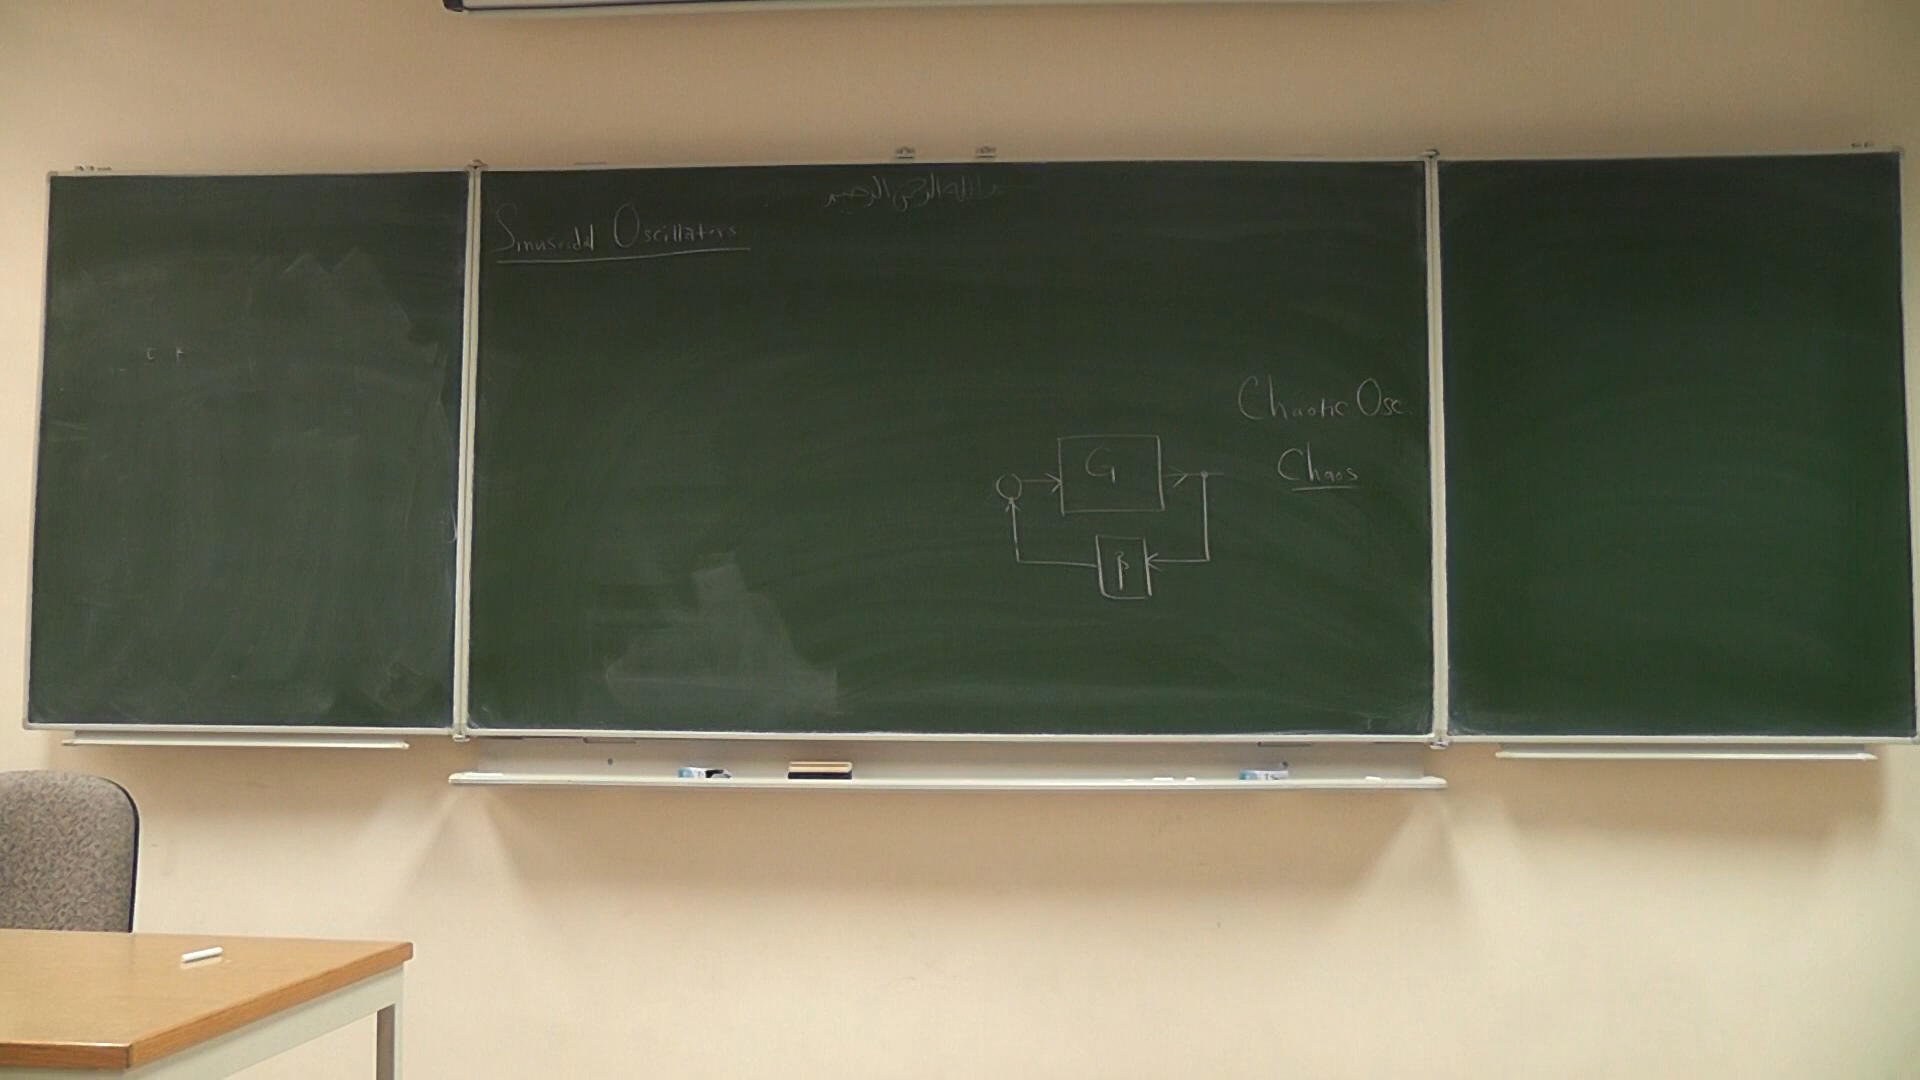 بسم الله الرحمن الرحيم
Sinusoidal Oscillators
Chaotic Osc.
Chaos
G
β